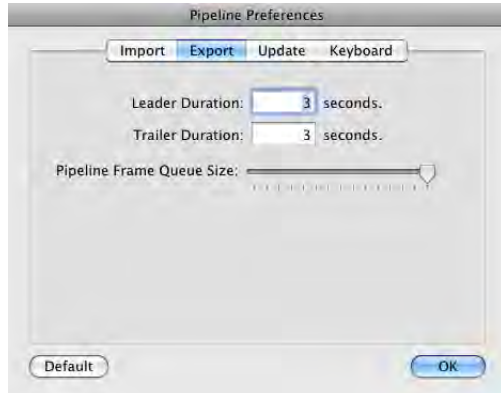 Pipeline Preferences
Import Export Update Keyboard
Leader Duration: 3 seconds.
Trailer Duration: 3 seconds.
Pipeline Frame Queue Size:
Default OK